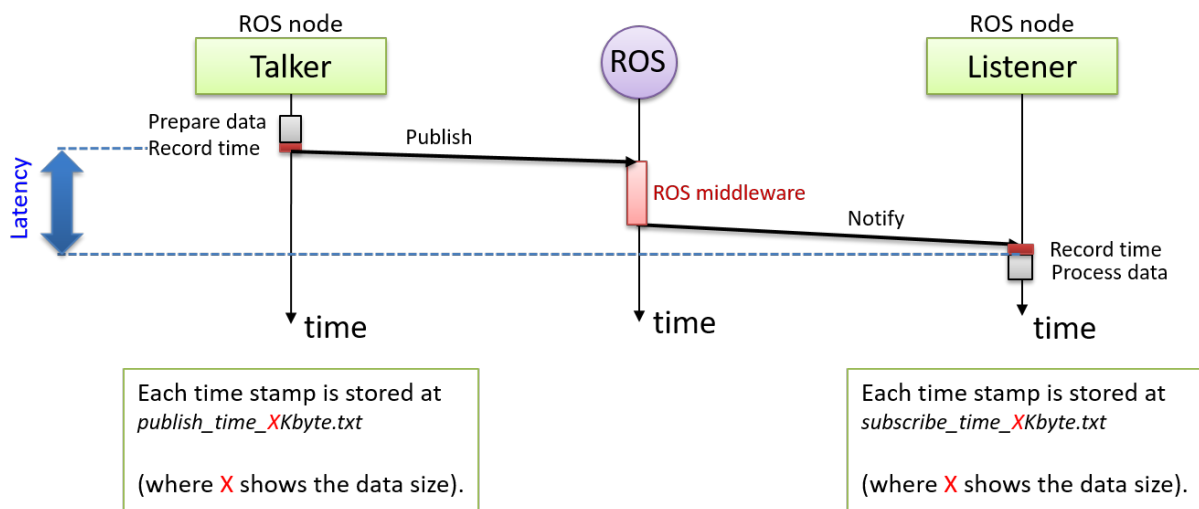 ROS node
Talker
ROS
ROS node
Listener
Prepare data
Record time
Publish
Latency
ROS middleware
Notify
Record time
Process data
time
time
time
Each time stamp is stored at
publish_time_XKbyte.txt
(where X shows the data size).
Each time stamp is stored at
subscribe_time_XKbyte.txt
(where X shows the data size).